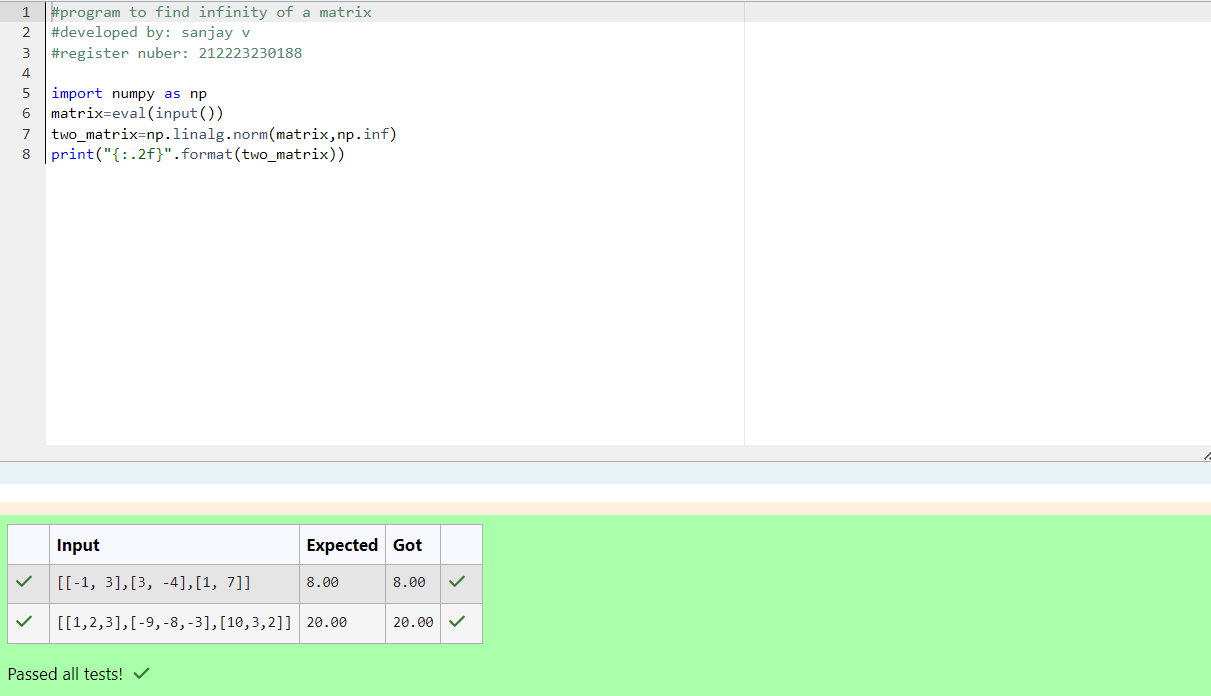 1 #program to find infinity of a matrix
2 #developed by: sanjay v
3 #register nuber: 212223230188
4
5 import numpy as np
6 matrix=eval(input())
7 two_matrix=np.linalg.norm(matrix,np.inf)
8 print("{:.2f}".format(two_matrix))
Input Expected Got
[[-1, 3],[3, -4],[1, 7]] 8.00 8.00
[[1,2,3],[-9,-8,-3],[10,3,2]] 20.00 20.00
Passed all tests!